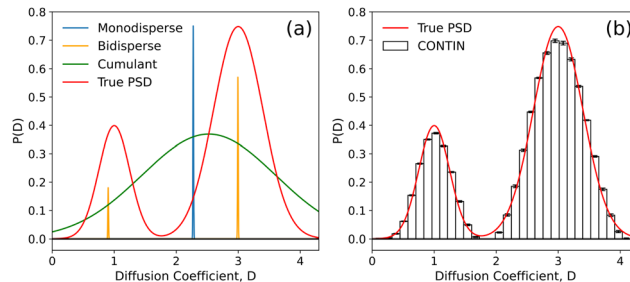 0.8
0.7
0.6
0.5
0.4
0.3
0.2
0.1
0.0
P(D)
Monodisperse
Bidisperse
Cumulant
True PSD
(a)
0 1 2 3 4
Diffusion Coefficient, D
0.8
0.7
0.6
0.5
0.4
0.3
0.2
0.1
0.0
P(D)
True PSD
CONTIN
(b)
0 1 2 3 4
Diffusion Coefficient, D